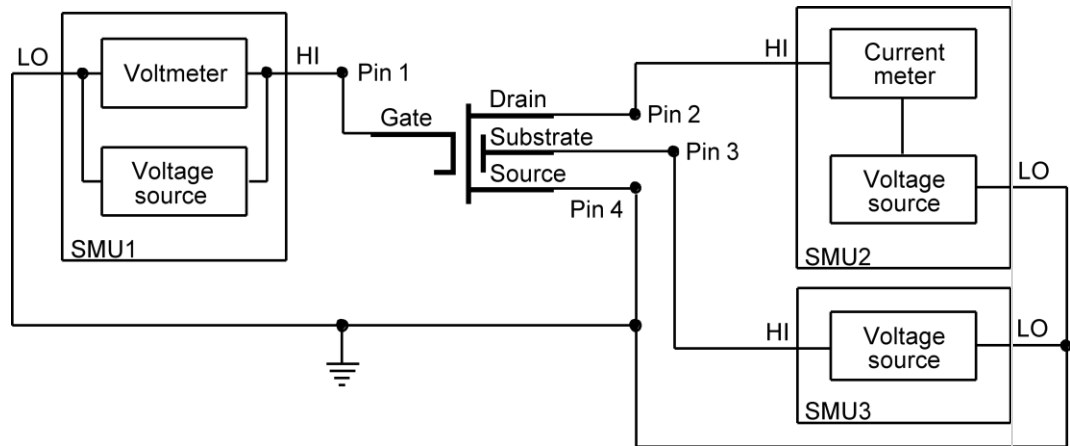 LO
Voltmeter
HI
Pin 1
Voltage
source
SMU1
Gate
Drain
Pin 2
Substrate
Pin 3
Source
Pin 4
HI
Current
meter
Voltage
source
LO
SMU2
HI
Voltage
source
LO
SMU3